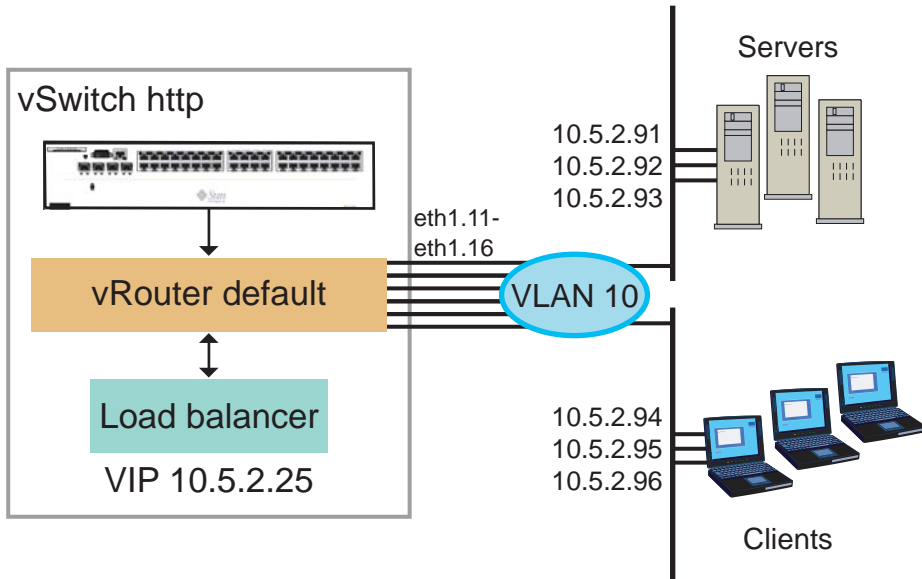 vSwitch http
Sun
vRouter default
Load balancer
VIP 10.5.2.25
eth1.11-
eth1.16
VLAN 10
Servers
10.5.2.91
10.5.2.92
10.5.2.93
10.5.2.94
10.5.2.95
10.5.2.96
Clients